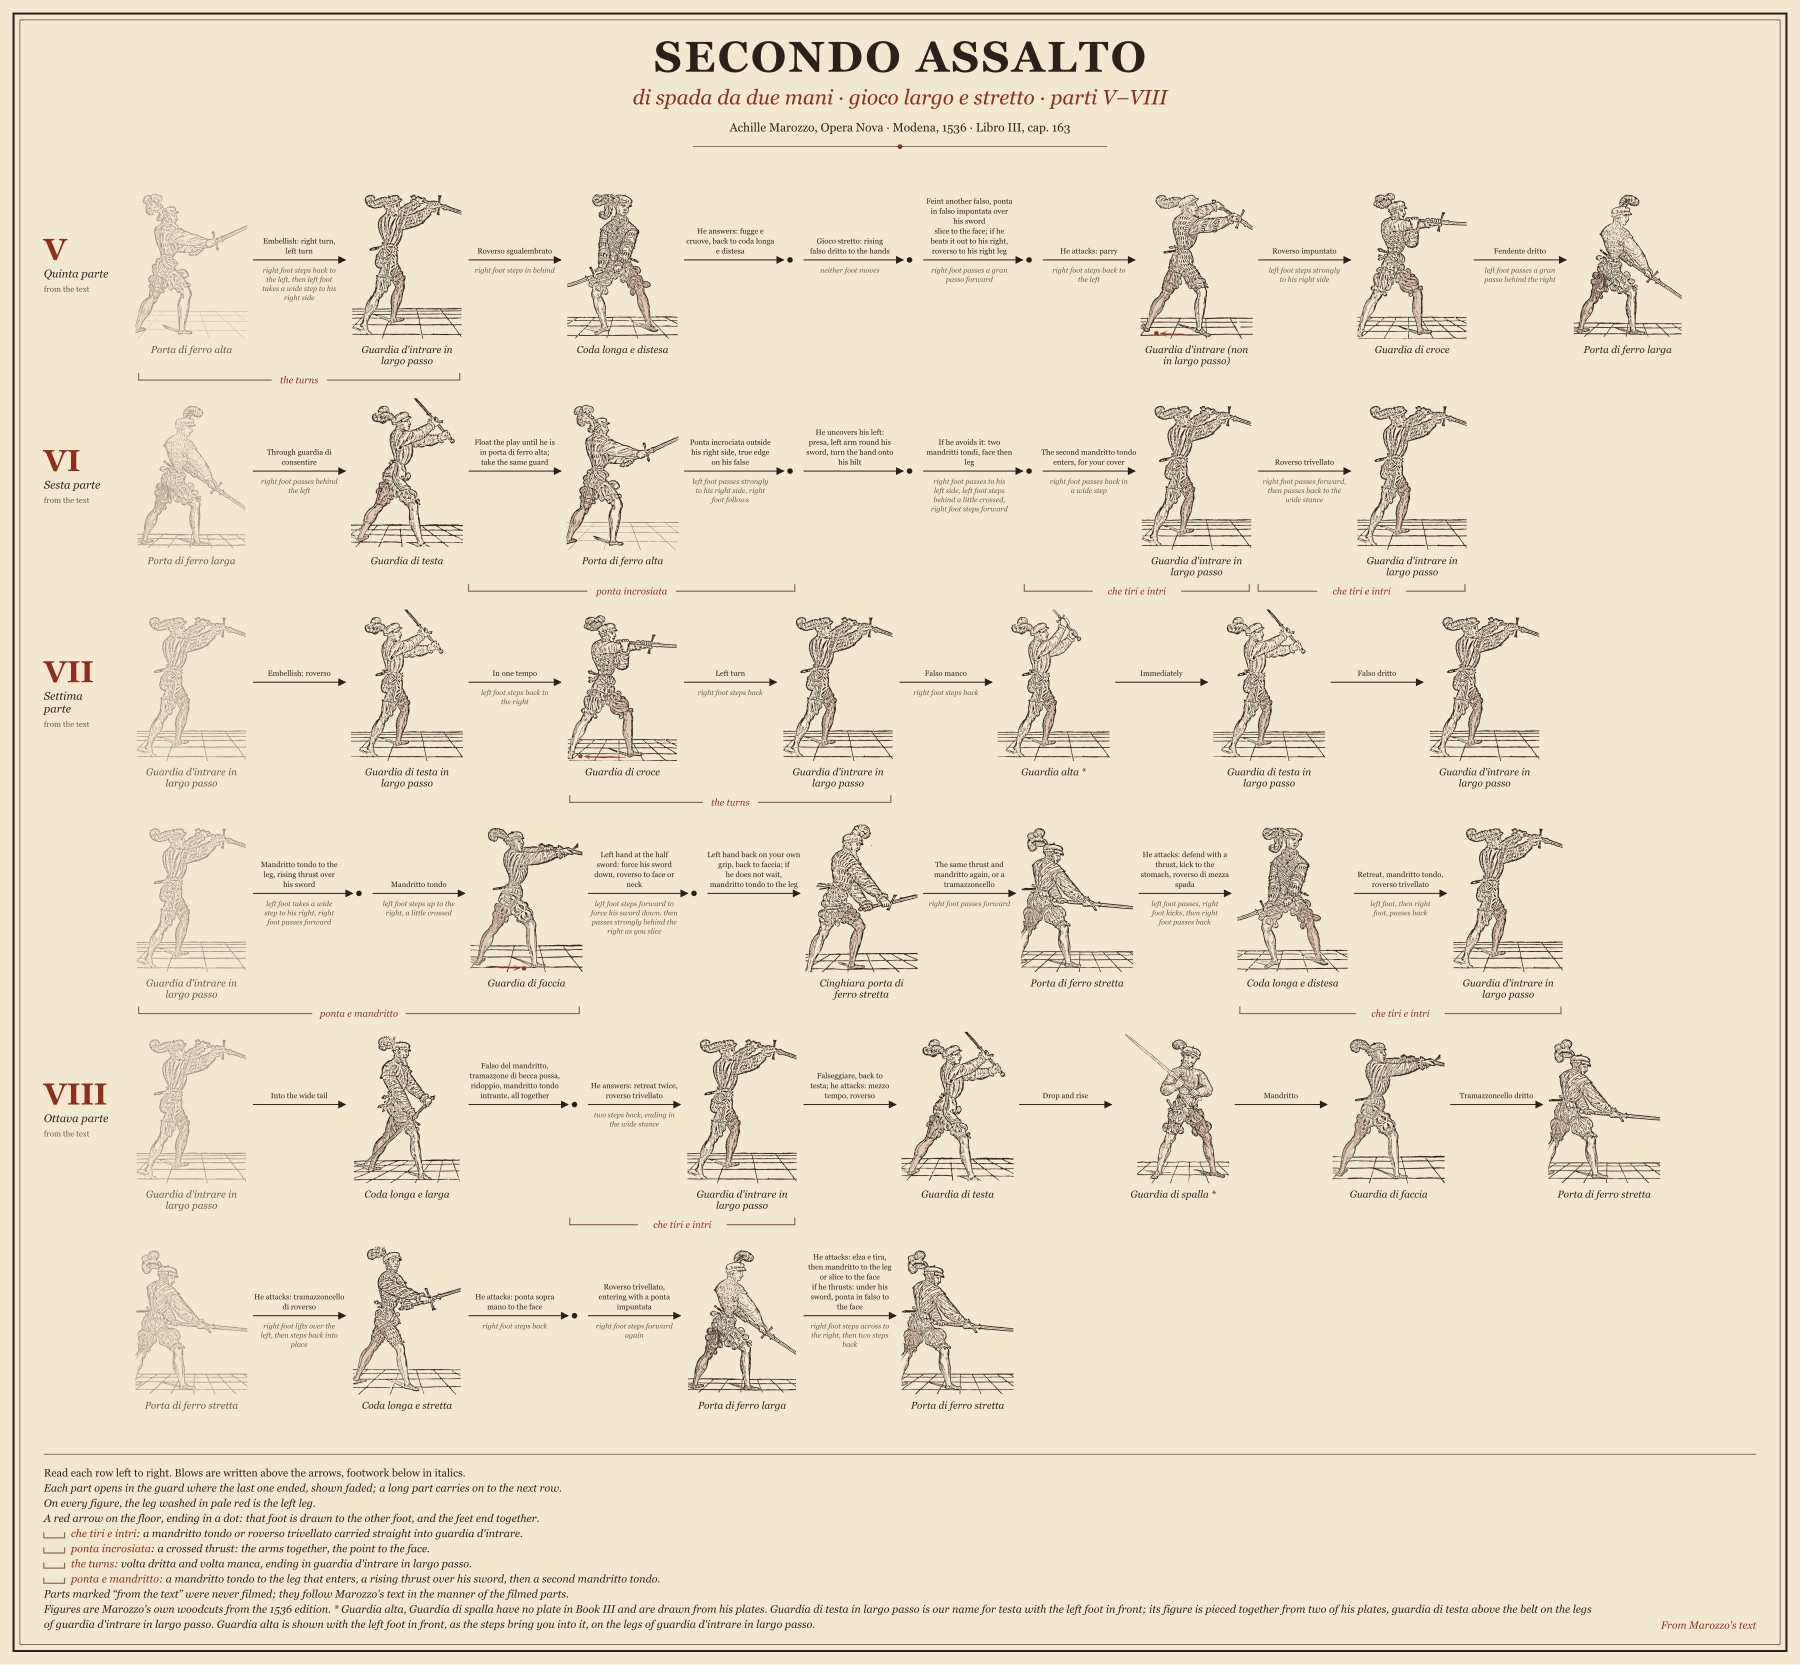 SECONDO ASSALTO
di spada da due mani · gioco largo e stretto · parti V–VIII
Achille Marozzo, Opera Nova · Modena, 1536 · Libro III, cap. 163
V
Quinta parte
from the text
Porta di ferro alta
Embellish: right turn,
left turn
right foot steps back to
the left, then left foot
takes a wide step to his
right side
Guardia d'intrare in
largo passo
Roverso sgualembrato
right foot steps in behind
Coda longa e distesa
He answers: fugge e
cruove, back to coda longa
e distesa
Gioco stretto: rising
falso dritto to the hands
neither foot moves
Feint another falso, ponta
in falso impuntata over
his sword
slice to the face; if he
beats it out to his right,
roverso to his right leg
right foot passes a gran
passo forward
He attacks: parry
right foot steps back to
the left
Guardia d'intrare (non
in largo passo)
Roverso impuntato
left foot steps strongly
to his right side
Guardia di croce
Fendente dritto
left foot passes a gran
passo behind the right
Porta di ferro larga
the turns
VI
Sesta parte
from the text
Porta di ferro larga
Through guardia di
consentire
right foot passes behind
the left
Guardia di testa
Float the play until he is
in porta di ferro alta;
take the same guard
Porta di ferro alta
Ponta incrociata outside
his right side, true edge
on his false
left foot passes strongly
to his right side, right
foot follows
He uncovers his left:
presa, left arm round his
sword, turn the hand onto
his hilt
If he avoids it: two
mandritti tondi, face then
leg
right foot passes to his
left side, left foot steps
behind a little crossed,
right foot steps forward
The second mandritto tondo
enters, for your cover
right foot passes back in
a wide step
Guardia d'intrare in
largo passo
Roverso trivellato
right foot passes forward,
then passes back to the
wide stance
Guardia d'intrare in
largo passo
ponta incrosiata
che tiri e intri
che tiri e intri
VII
Settima
parte
from the text
Guardia d'intrare in
largo passo
Embellish: roverso
Guardia di testa in
largo passo
In one tempo
left foot steps back to
the right
Guardia di croce
Left turn
right foot steps back
Guardia d'intrare in
largo passo
Falso manco
right foot steps back
Guardia alta *
Immediately
Guardia di testa in
largo passo
Falso dritto
Guardia d'intrare in
largo passo
the turns
Guardia d'intrare in
largo passo
Mandritto tondo to the
leg, rising thrust over
his sword
left foot takes a wide
step to his right, right
foot passes forward
Mandritto tondo
left foot steps up to the
right, a little crossed
Guardia di faccia
Left hand at the half
sword: force his sword
down, roverso to face or
neck
left foot steps forward to
force his sword down, then
passes strongly behind the
right as you slice
Left hand back on your own
grip, back to faccia; if
he does not wait,
mandritto tondo to the leg
Cinghiara porta di
ferro stretta
The same thrust and
mandritto again, or a
tramazzoncello
right foot passes forward
Porta di ferro stretta
He attacks: defend with a
thrust, kick to the
stomach, roverso di mezza
spada
left foot passes, right
foot kicks, then right
foot passes back
Coda longa e distesa
Retreat, mandritto tondo,
roverso trivellato
left foot, then right
foot, passes back
Guardia d'intrare in
largo passo
ponta e mandritto
che tiri e intri
VIII
Ottava parte
from the text
Guardia d'intrare in
largo passo
Into the wide tail
Coda longa e larga
Falso del mandritto,
tramazzone di becca possa,
ridoppio, mandritto tondo
intrante, all together
He answers: retreat twice,
roverso trivellato
two steps back, ending in
the wide stance
Guardia d'intrare in
largo passo
Falseggiare, back to
testa; he attacks: mezzo
tempo, roverso
Guardia di testa
Drop and rise
Guardia di spalla *
Mandritto
Guardia di faccia
Tramazzoncello dritto
Porta di ferro stretta
che tiri e intri
Porta di ferro stretta
He attacks: tramazzoncello
di roverso
right foot lifts over the
left, then steps back into
place
Coda longa e stretta
He attacks: ponta sopra
mano to the face
right foot steps back
Roverso trivellato,
entering with a ponta
impuntata
right foot steps forward
again
Porta di ferro larga
He attacks: elza e tira,
then mandritto to the leg
or slice to the face
if he thrusts: under his
sword, ponta in falso to
the face
right foot steps across to
the right, then two steps
back
Porta di ferro stretta
Read each row left to right. Blows are written above the arrows, footwork below in italics.
Each part opens in the guard where the last one ended, shown faded; a long part carries on to the next row.
On every figure, the leg washed in pale red is the left leg.
A red arrow on the floor, ending in a dot: that foot is drawn to the other foot, and the feet end together.
che tiri e intri: a mandritto tondo or roverso trivellato carried straight into guardia d'intrare.
ponta incrosiata: a crossed thrust: the arms together, the point to the face.
the turns: volta dritta and volta manca, ending in guardia d'intrare in largo passo.
ponta e mandritto: a mandritto tondo to the leg that enters, a rising thrust over his sword, then a second mandritto tondo.
Parts marked “from the text” were never filmed; they follow Marozzo's text in the manner of the filmed parts.
Figures are Marozzo's own woodcuts from the 1536 edition. * Guardia alta, Guardia di spalla have no plate in Book III and are drawn from his plates. Guardia di testa in largo passo is our name for testa with the left foot in front; its figure is pieced together from two of his plates, guardia di testa above the belt on the legs
of guardia d'intrare in largo passo. Guardia alta is shown with the left foot in front, as the steps bring you into it, on the legs of guardia d'intrare in largo passo.
From Marozzo's text